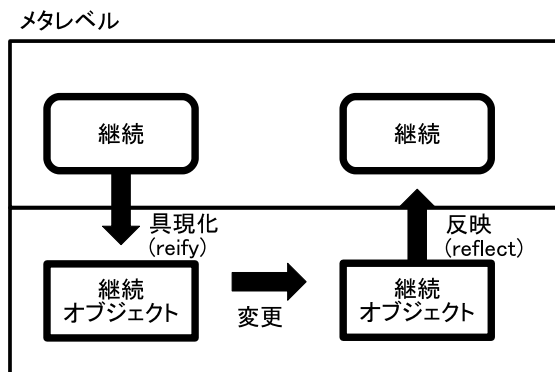 メタレベル
継続
継続
具現化
(reify)
反映
(reflect)
継続
オブジェクト
変更
継続
オブジェクト